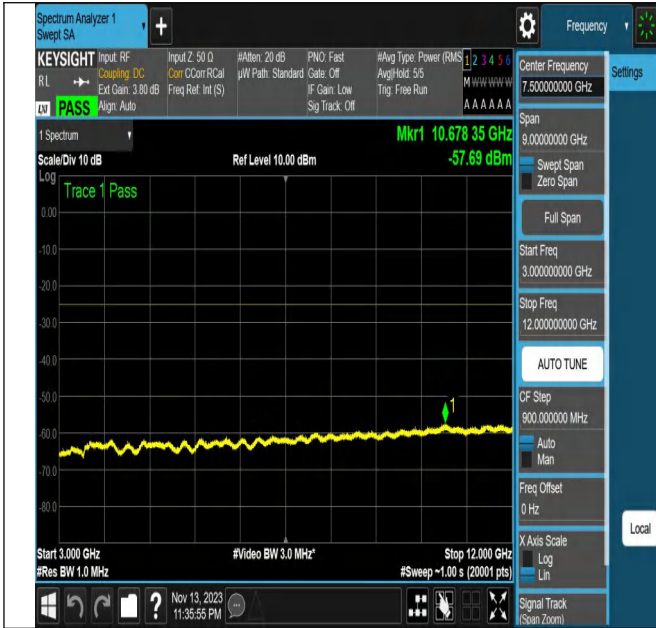 Spectrum Analyzer 1
Swept SA
+
Frequency
KEYSIGHT
Input: RF
Coupling: DC
Ext Gain: 3.80 dB
Align: Auto
RL
LNI
PASS
Input Z: 50 Ω
Corr CCorr RCal
Freq Ref: Int (S)
#Atten: 20 dB
µW Path: Standard
PNO: Fast
Gate: Off
IF Gain: Low
Sig Track: Off
#Avg Type: Power (RMS
Avg|Hold: 5/5
Trig: Free Run
1 2 3 4 5 6
M W W W W W
A A A A A A
1 Spectrum
Scale/Div 10 dB
Ref Level 10.00 dBm
Mkr1 10.678 35 GHz
-57.69 dBm
Log
Trace 1 Pass
0.00
-10.0
-30.0
-40.0
-50.0
-60.0
-70.0
-80.0
1
Start 3.000 GHz
#Res BW 1.0 MHz
#Video BW 3.0 MHz*
Stop 12.000 GHz
#Sweep ~1.00 s (20001 pts)
Nov 13, 2023
11:35:55 PM
?
Center Frequency
7.500000000 GHz
Span
9.00000000 GHz
Swept Span
Zero Span
Full Span
Start Freq
3.000000000 GHz
Stop Freq
12.000000000 GHz
AUTO TUNE
CF Step
900.000000 MHz
Auto
Man
Freq Offset
0 Hz
X Axis Scale
Log
Lin
Signal Track
(Span Zoom)
Settings
Local